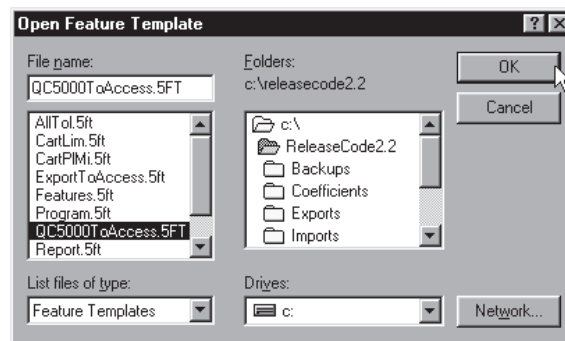 Open Feature Template
File name:
QC5000ToAccess.5FT
AllTol.5ft
CartLim.5ft
CartPlMi.5ft
ExportToAccess.5ft
Features.5ft
Program.5ft
QC5000ToAccess.5FT
Report.5ft
List files of type:
Feature Templates
Folders:
c:\releasecode2.2
c:\
ReleaseCode2.2
Backups
Coefficients
Exports
Imports
Drives:
c:
OK
Cancel
Network...